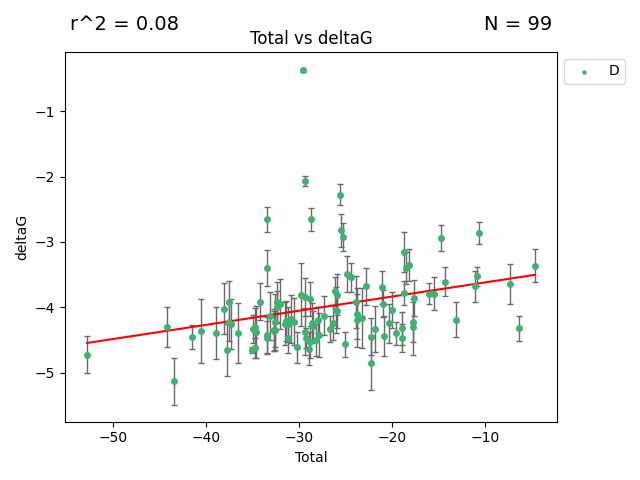 r^2 = 0.08
N = 99
Total vs deltaG
D
−1
−2
−3
−4
−5
deltaG
−50
−40
−30
−20
−10
Total